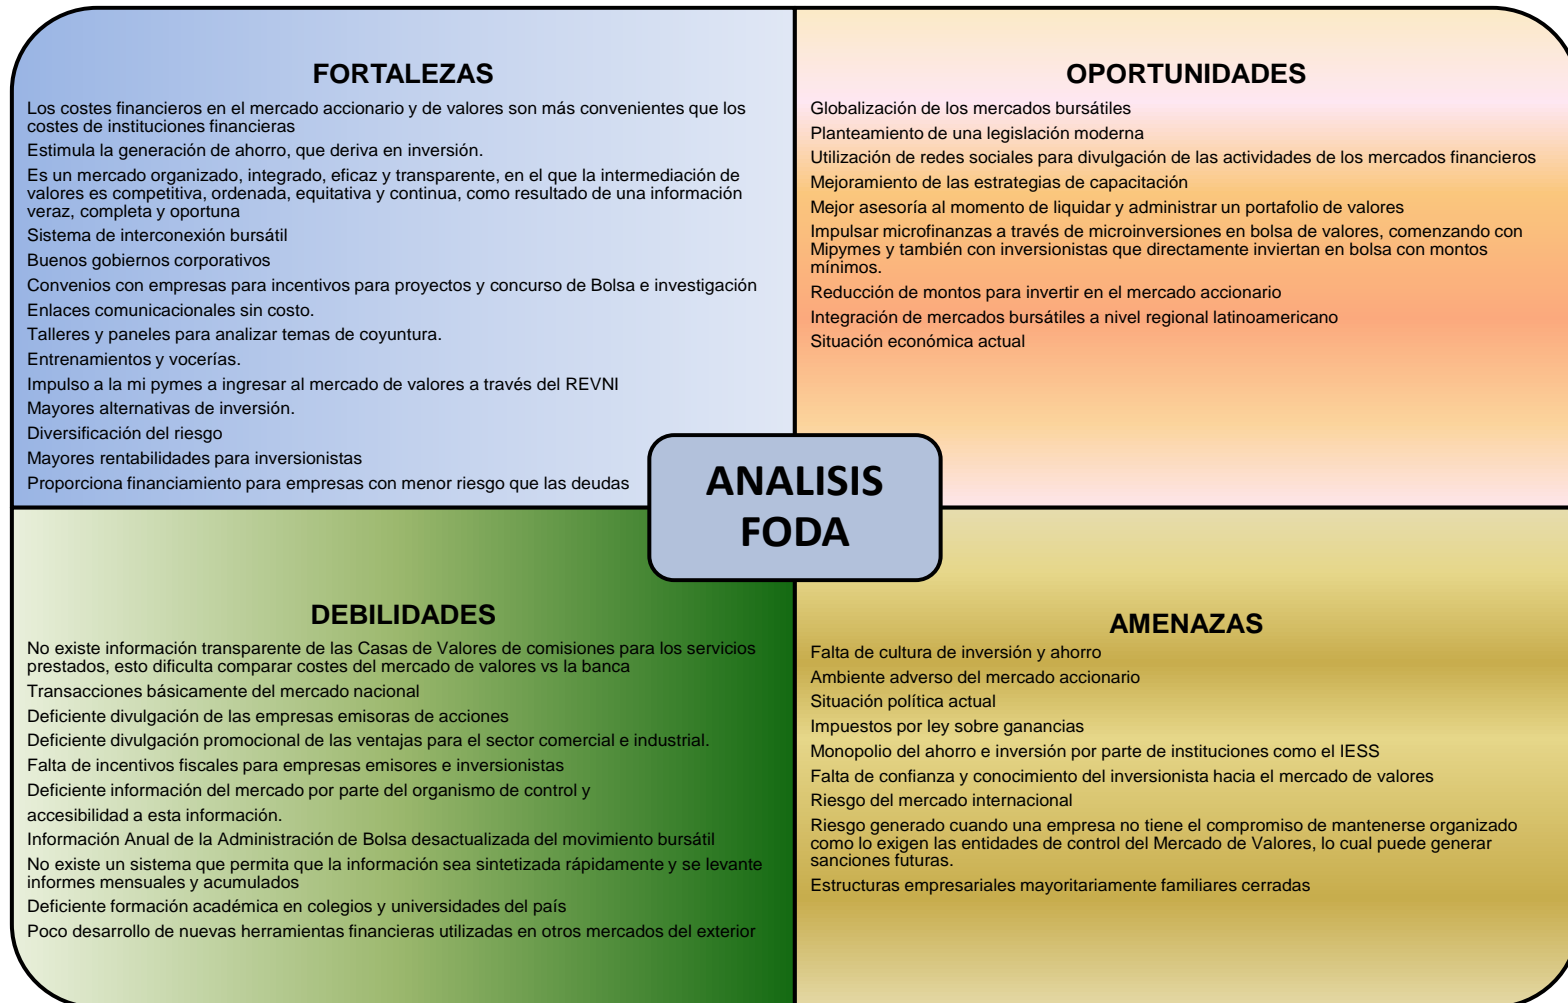 FORTALEZAS
Los costes financieros en el mercado accionario y de valores son más convenientes que los
costes de instituciones financieras
Estimula la generación de ahorro, que deriva en inversión.
Es un mercado organizado, integrado, eficaz y transparente, en el que la intermediación de
valores es competitiva, ordenada, equitativa y continua, como resultado de una información
veraz, completa y oportuna
Sistema de interconexión bursátil
Buenos gobiernos corporativos
Convenios con empresas para incentivos para proyectos y concurso de Bolsa e investigación
Enlaces comunicacionales sin costo.
Talleres y paneles para analizar temas de coyuntura.
Entrenamientos y vocerías.
Impulso a la mi pymes a ingresar al mercado de valores a través del REVNI
Mayores alternativas de inversión.
Diversificación del riesgo
Mayores rentabilidades para inversionistas
Proporciona financiamiento para empresas con menor riesgo que las deudas
OPORTUNIDADES
Globalización de los mercados bursátiles
Planteamiento de una legislación moderna
Utilización de redes sociales para divulgación de las actividades de los mercados financieros
Mejoramiento de las estrategias de capacitación
Mejor asesoría al momento de liquidar y administrar un portafolio de valores
Impulsar microfinanzas a través de microinversiones en bolsa de valores, comenzando con
Mipymes y también con inversionistas que directamente inviertan en bolsa con montos
mínimos.
Reducción de montos para invertir en el mercado accionario
Integración de mercados bursátiles a nivel regional latinoamericano
Situación económica actual
ANALISIS
FODA
DEBILIDADES
No existe información transparente de las Casas de Valores de comisiones para los servicios
prestados, esto dificulta comparar costes del mercado de valores vs la banca
Transacciones básicamente del mercado nacional
Deficiente divulgación de las empresas emisoras de acciones
Deficiente divulgación promocional de las ventajas para el sector comercial e industrial.
Falta de incentivos fiscales para empresas emisores e inversionistas
Deficiente información del mercado por parte del organismo de control y
accesibilidad a esta información.
Información Anual de la Administración de Bolsa desactualizada del movimiento bursátil
No existe un sistema que permita que la información sea sintetizada rápidamente y se levante
informes mensuales y acumulados
Deficiente formación académica en colegios y universidades del país
Poco desarrollo de nuevas herramientas financieras utilizadas en otros mercados del exterior
AMENAZAS
Falta de cultura de inversión y ahorro
Ambiente adverso del mercado accionario
Situación política actual
Impuestos por ley sobre ganancias
Monopolio del ahorro e inversión por parte de instituciones como el IESS
Falta de confianza y conocimiento del inversionista hacia el mercado de valores
Riesgo del mercado internacional
Riesgo generado cuando una empresa no tiene el compromiso de mantenerse organizado
como lo exigen las entidades de control del Mercado de Valores, lo cual puede generar
sanciones futuras.
Estructuras empresariales mayoritariamente familiares cerradas